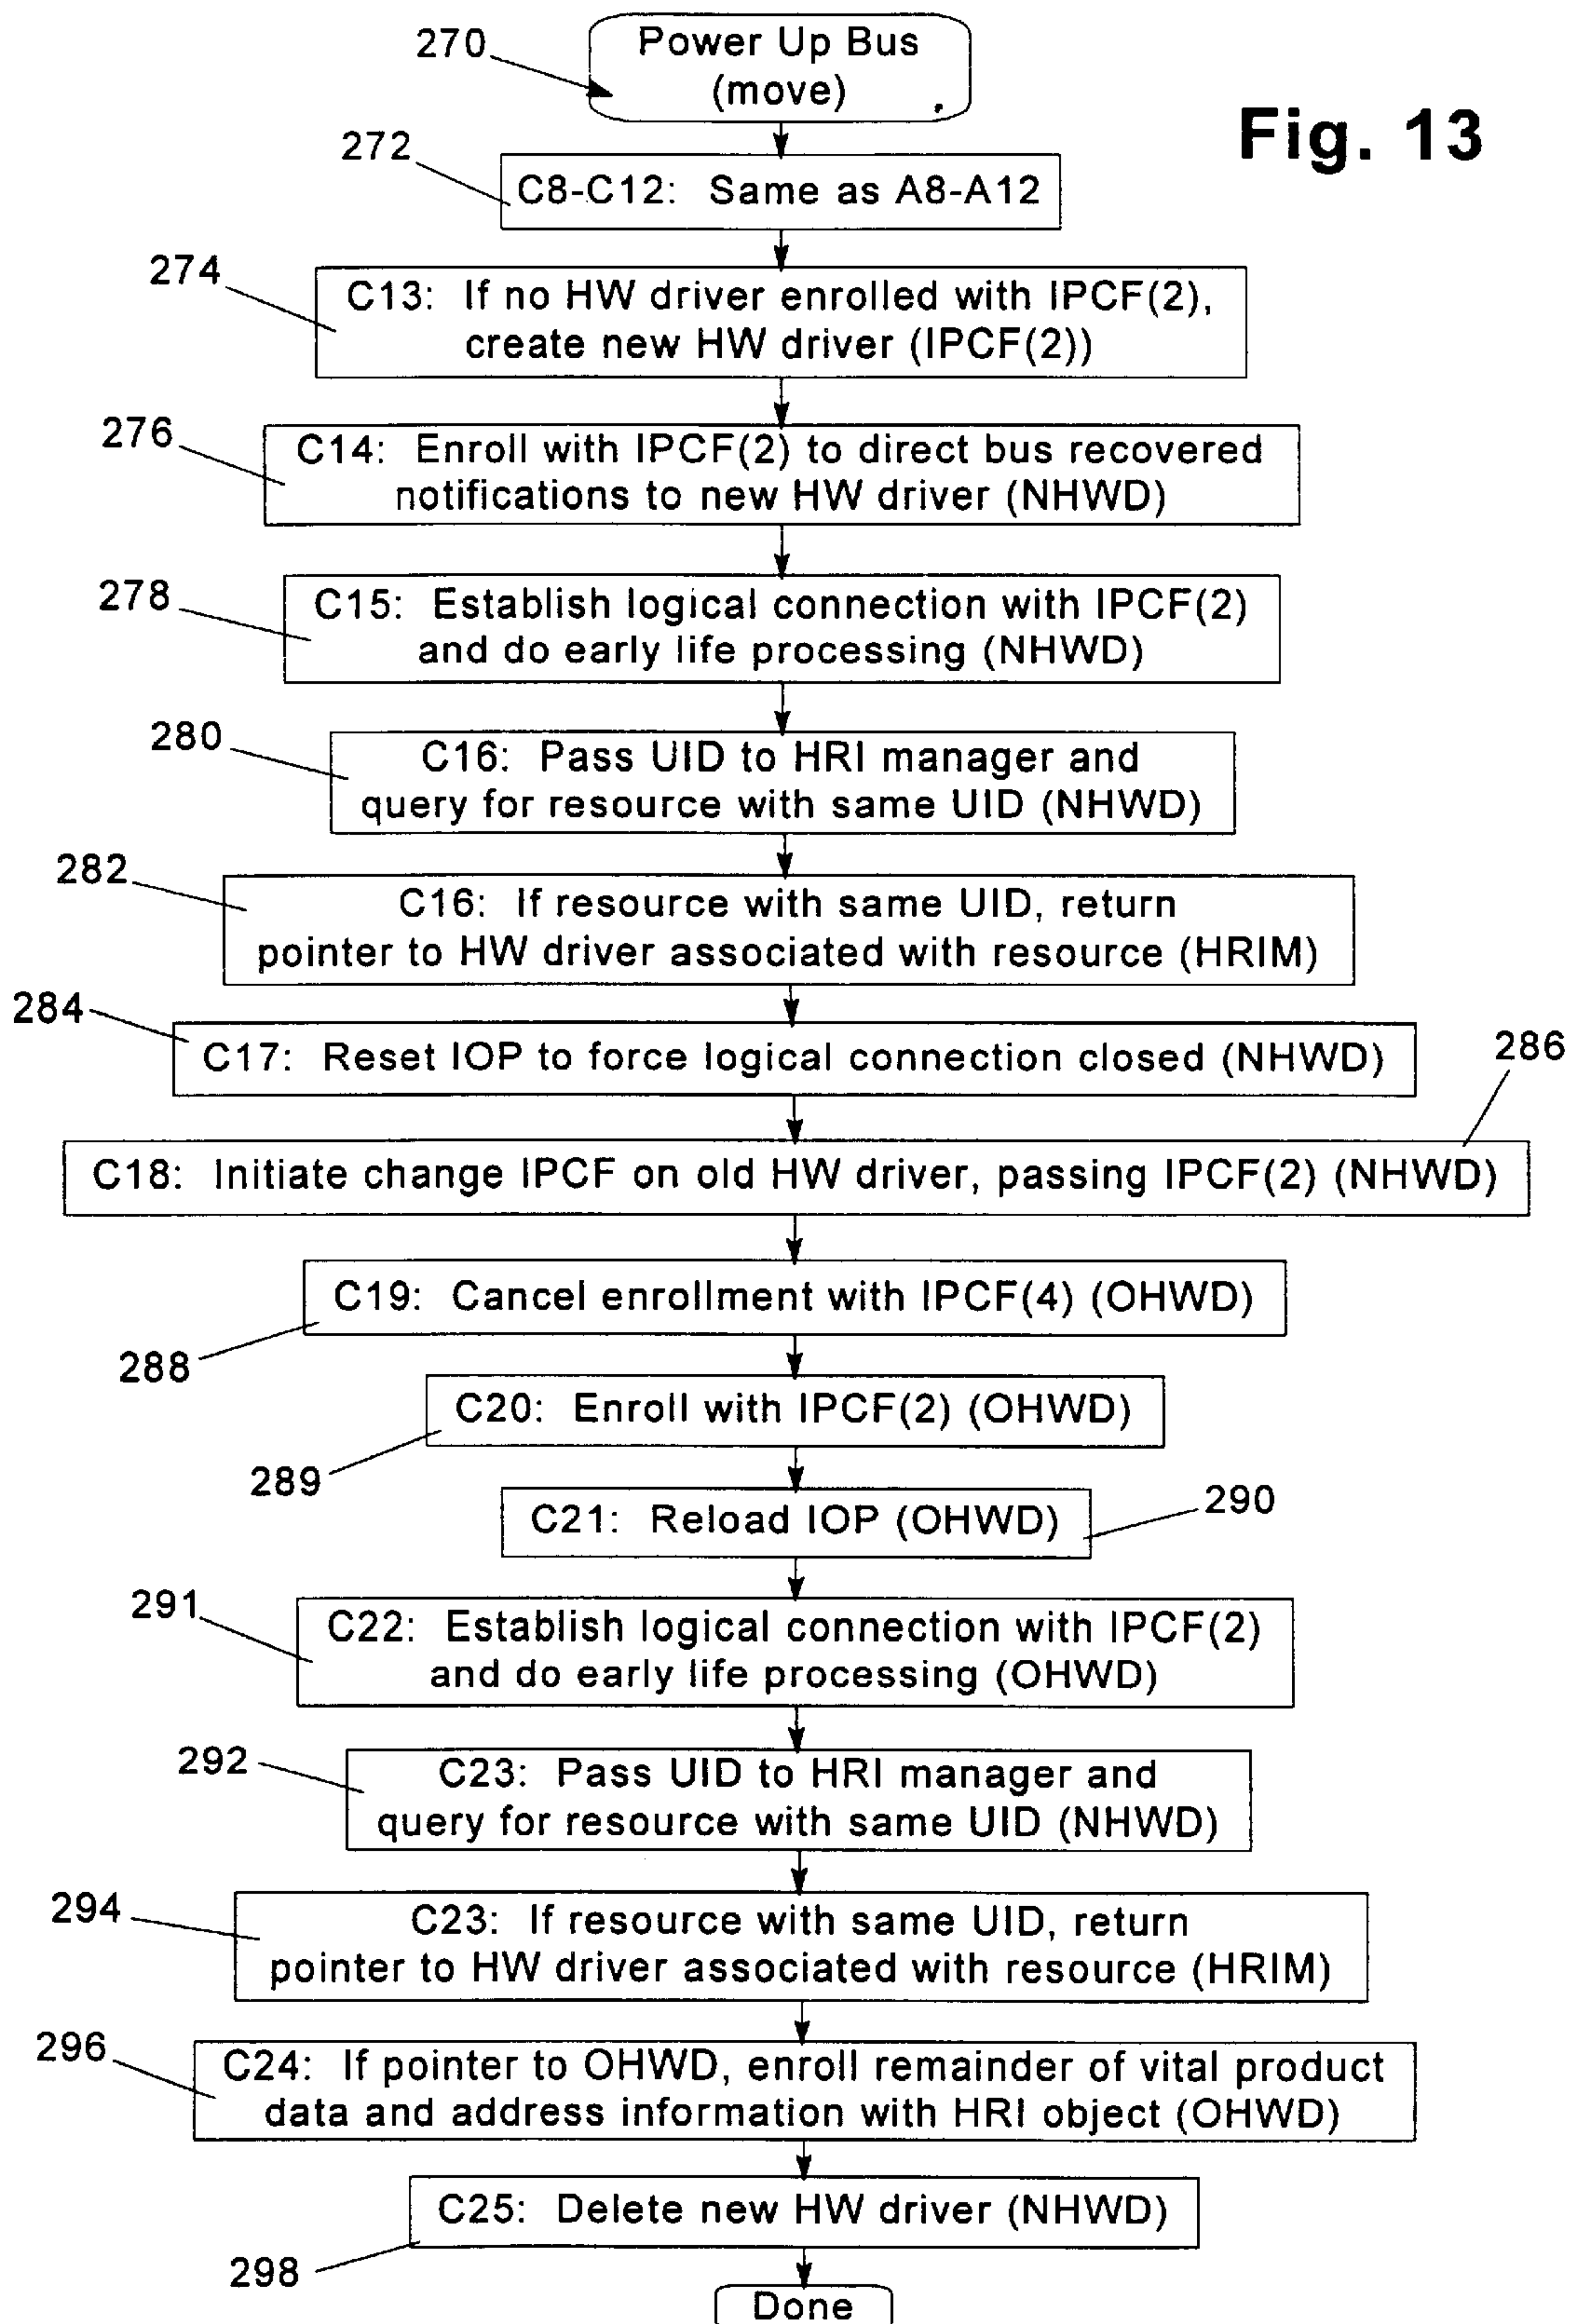 270
Power Up Bus
(move)
Fig. 13
272
C8-C12: Same as A8-A12
274
C13: If no HW driver enrolled with IPCF(2),
create new HW driver (IPCF(2))
276
C14: Enroll with IPCF(2) to direct bus recovered
notifications to new HW driver (NHWD)
278
C15: Establish logical connection with IPCF(2)
and do early life processing (NHWD)
280
C16: Pass UID to HRI manager and
query for resource with same UID (NHWD)
282
C16: If resource with same UID, return
pointer to HW driver associated with resource (HRIM)
284
C17: Reset IOP to force logical connection closed (NHWD)
286
C18: Initiate change IPCF on old HW driver, passing IPCF(2) (NHWD)
C19: Cancel enrollment with IPCF(4) (OHWD)
288
C20: Enroll with IPCF(2) (OHWD)
289
C21: Reload IOP (OHWD)
290
291
C22: Establish logical connection with IPCF(2)
and do early life processing (OHWD)
292
C23: Pass UID to HRI manager and
query for resource with same UID (NHWD)
294
C23: If resource with same UID, return
pointer to HW driver associated with resource (HRIM)
296
C24: If pointer to OHWD, enroll remainder of vital product
data and address information with HRI object (OHWD)
C25: Delete new HW driver (NHWD)
298
Done